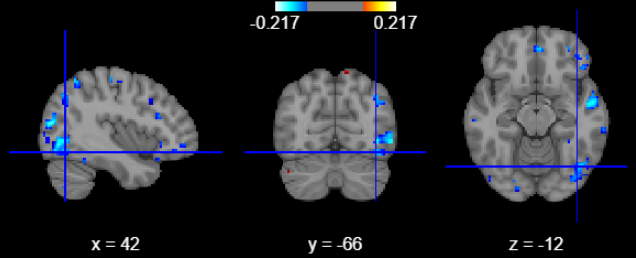 -0.217 0.217
x = 42 y = -66 z = -12